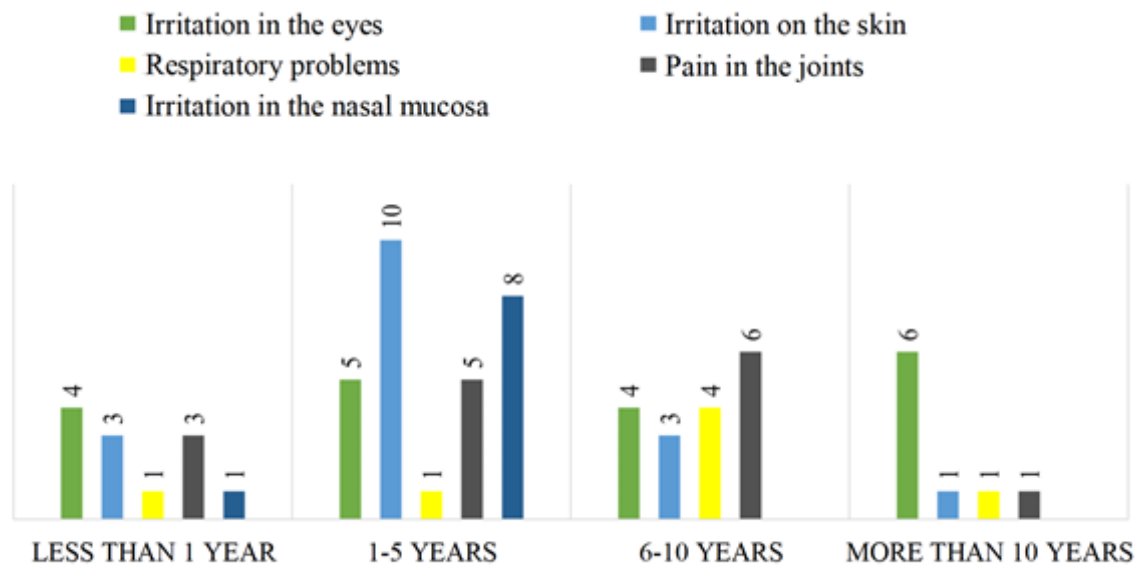 Irritation in the eyes
Irritation on the skin
Respiratory problems
Pain in the joints
Irritation in the nasal mucosa
4
3
1
3
1
5
10
1
5
8
4
3
4
6
6
1
1
1
LESS THAN 1 YEAR
1-5 YEARS
6-10 YEARS
MORE THAN 10 YEARS